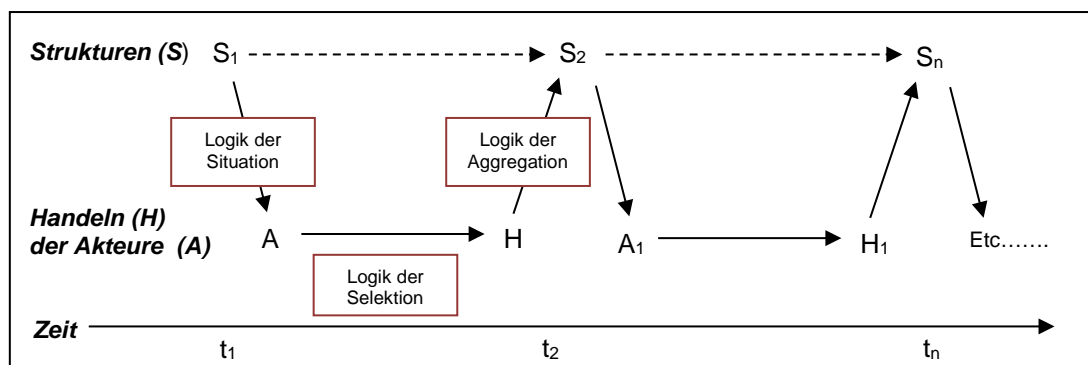 Strukturen (S) S₁ S₂ Sₙ
Logik der
Situation
Logik der
Aggregation
Handeln (H)
der Akteure (A) A H A₁ H₁ Etc.......
Logik der
Selektion
Zeit
t₁ t₂ tₙ